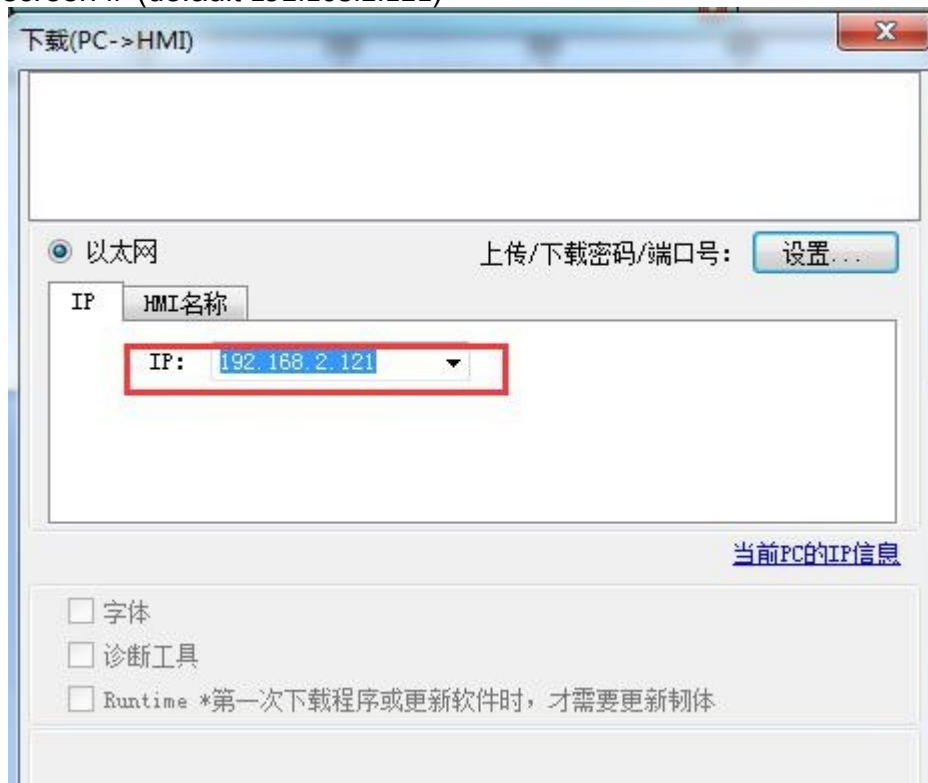 下载(PC->HMI)
以太网 上传/下载密码/端口号: 设置...
IP HMI名称
IP: 192.168.2.121
当前PC的IP信息
字体
诊断工具
Runtime *第一次下载程序或更新软件时，才需要更新韧体